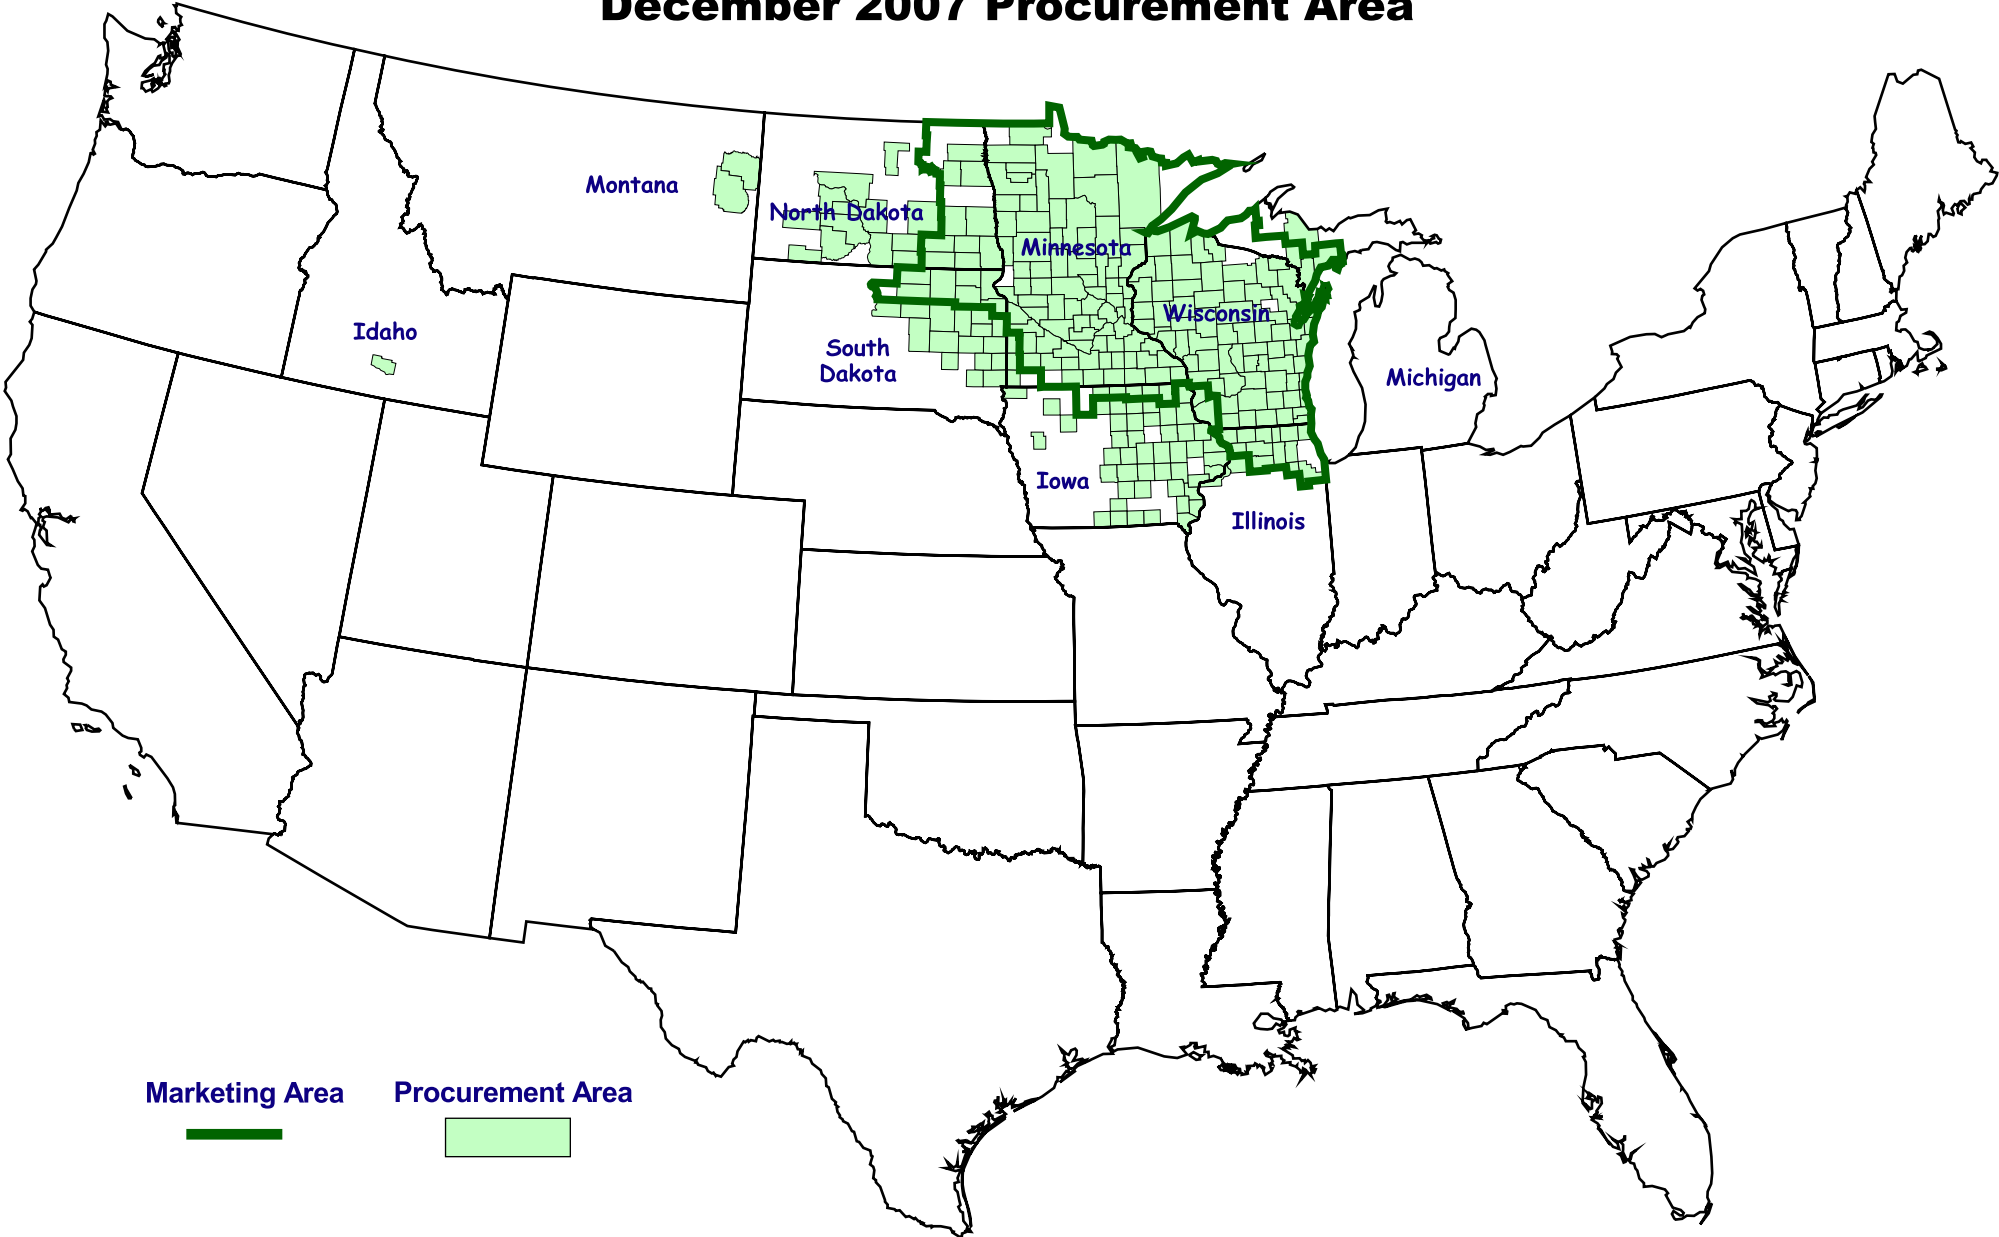 December 2007 Procurement Area
Montana
North Dakota
Minnesota
Idaho
Wisconsin
South
Dakota
Michigan
Iowa
Illinois
Marketing Area
Procurement Area